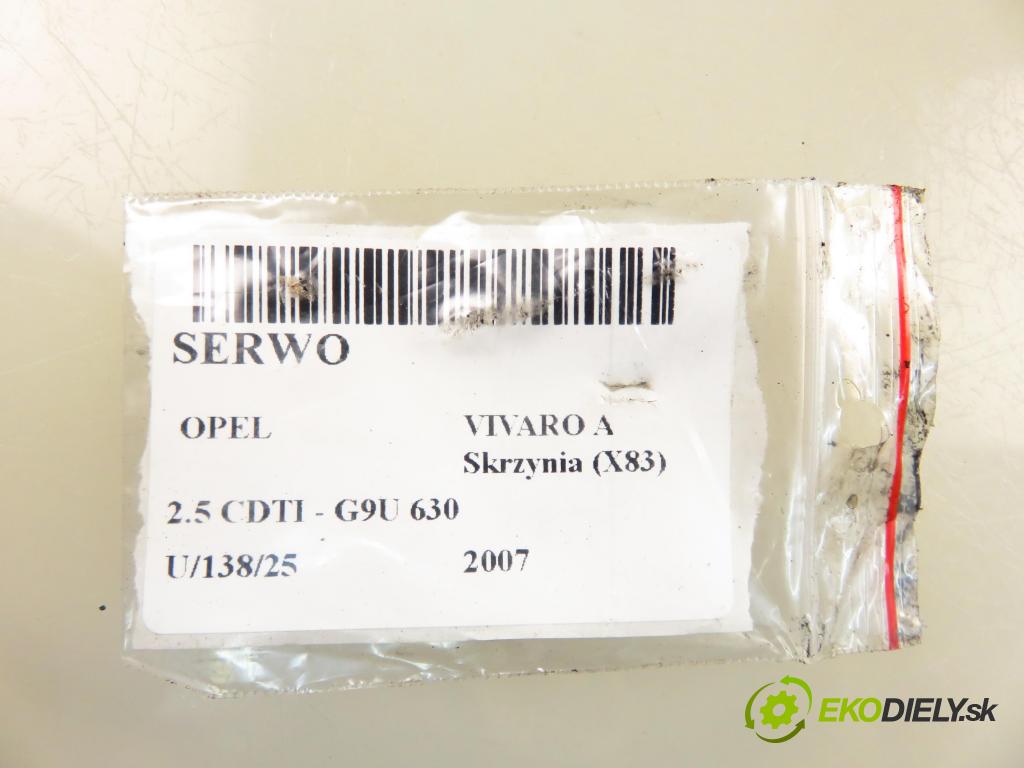 SERWO
OPEL
VIVARO A
Skrzynia (X83)
2.5 CDTI - G9U 630
U/138/25
2007
EKODIELY.sk